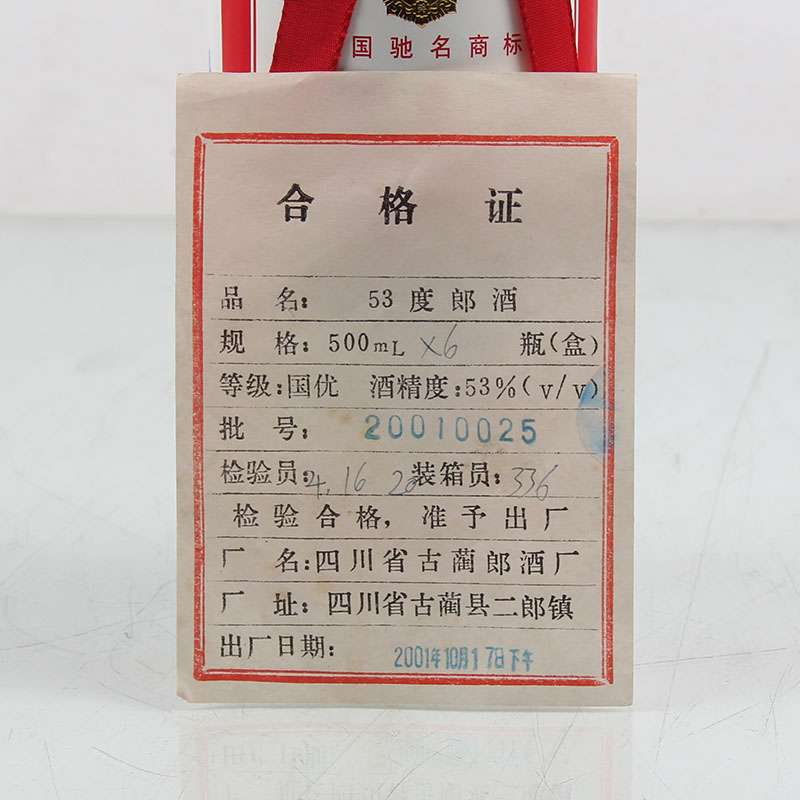 国驰名商标
合格证
品名：53度郎酒
规格：500mL ×6 瓶(盒)
等级：国优 酒精度：53%(v/v)
批号：20010025
检验员：4.16 20 装箱员：336
检验合格，准予出厂
厂名：四川省古蔺郎酒厂
厂址：四川省古蔺县二郎镇
出厂日期：2001年10月17日下午